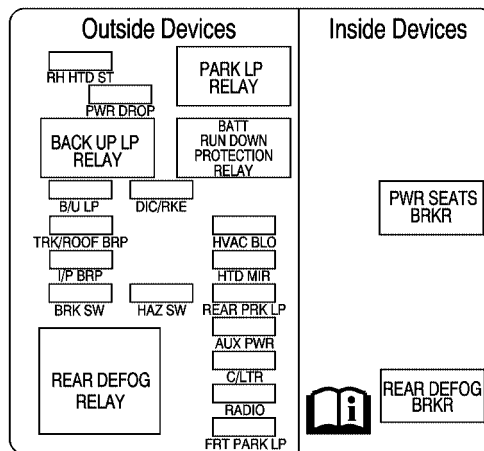 Outside Devices
Inside Devices
RH HTD ST
PWR DROP
PARK LP
RELAY
BACK UP LP
RELAY
BATT
RUN DOWN
PROTECTION
RELAY
B/U LP
DIC/RKE
TRK/ROOF BRP
I/P BRP
BRK SW
HAZ SW
HVAC BLO
HTD MIR
REAR PRK LP
AUX PWR
C/LTR
RADIO
FRT PARK LP
REAR DEFOG
RELAY
PWR SEATS
BRKR
REAR DEFOG
BRKR
i